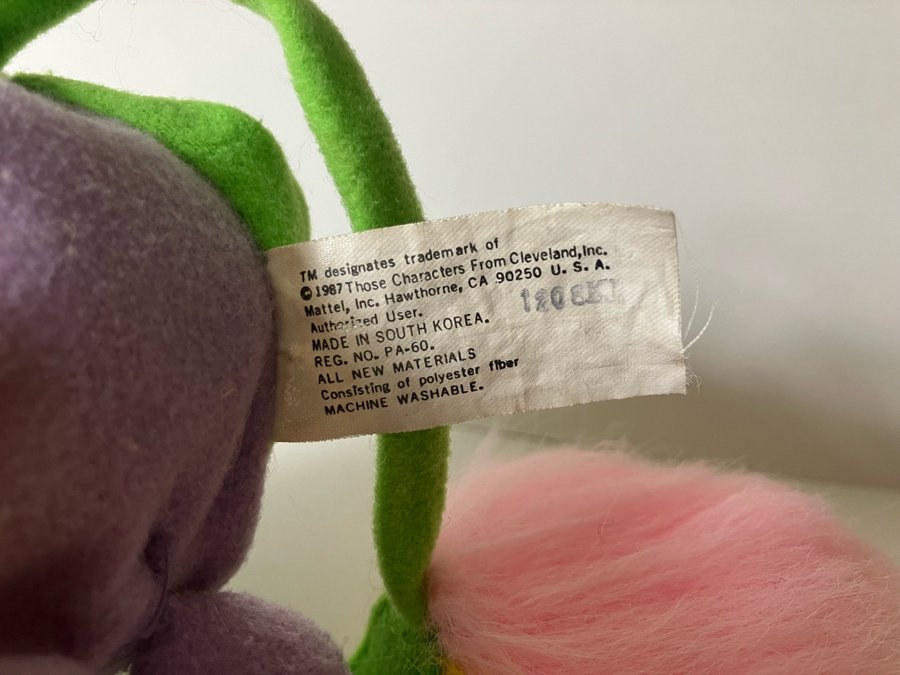 TM designates trademark of
© 1987 Those Characters From Cleveland, Inc.
Mattel, Inc. Hawthorne, CA 90250 U. S. A.
Authorized User.
MADE IN SOUTH KOREA.
REG. NO. PA-60.
ALL NEW MATERIALS
Consisting of polyester fiber
MACHINE WASHABLE.